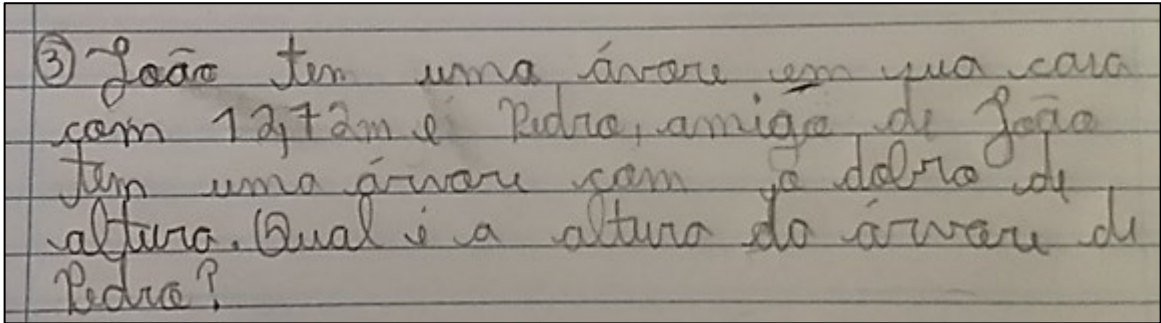 ③ João tem uma árvore em sua casa
com 12,72m e Pedro, amigo de João
tem uma árvore com o dobro de
altura. Qual é a altura da árvore de
Pedro?